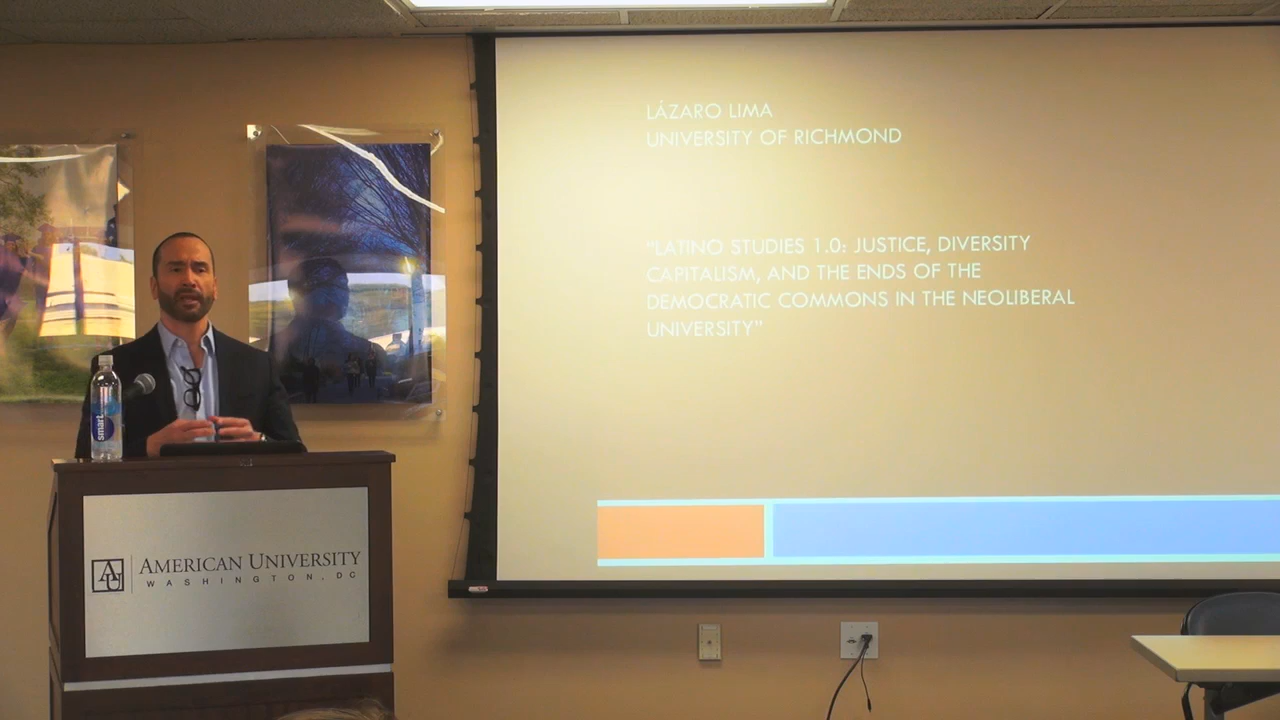 LÁZARO LIMA
UNIVERSITY OF RICHMOND
"LATINO STUDIES 1.0: JUSTICE, DIVERSITY
CAPITALISM, AND THE ENDS OF THE
DEMOCRATIC COMMONS IN THE NEOLIBERAL
UNIVERSITY"
smart
AU
AMERICAN UNIVERSITY
WASHINGTON, DC